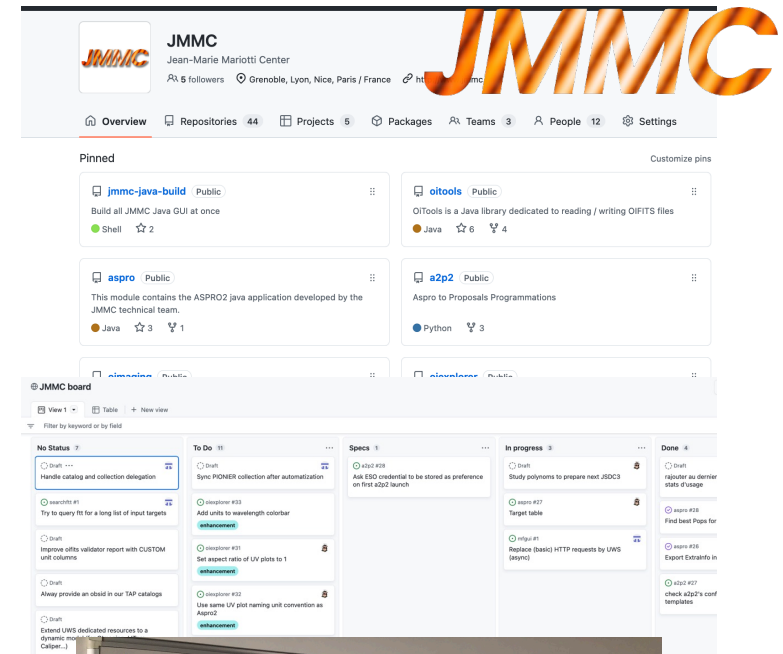 JMMC
JMMC
Jean-Marie Mariotti Center
5 followers Grenoble, Lyon, Nice, Paris / France
JMMC
Overview Repositories 44 Projects 5 Packages Teams 3 People 12 Settings
Pinned Customize pins
jmmc-java-build Public
Build all JMMC Java GUI at once
Shell 2
oitools Public
OiTools is a Java library dedicated to reading / writing OIFITS files
Java 6 4
aspro Public
This module contains the ASPRO2 java application developed by the
JMMC technical team.
Java 3 1
a2p2 Public
Aspro to Proposals Programmations
Python 3
oimaging Public
oiexplorer Public
JMMC board
View 1 Table + New view
Filter by keyword or by field
No Status 7
Draft ...
Handle catalog and collection delegation
searchftt #1
Try to query ftt for a long list of input targets
Draft
Improve oifits validator report with CUSTOM
unit columns
Draft
Alway provide an obsid in our TAP catalogs
Draft
Extend UWS dedicated resources to a
Caliper...)
To Do 11 ...
Draft
Sync PIONIER collection after automatization
oiexplorer #33
Add units to wavelength colorbar
enhancement
oiexplorer #31
Set aspect ratio of UV plots to 1
enhancement
oiexplorer #32
Use same UV plot naming unit convention as
Aspro2
enhancement
Specs 1 ...
a2p2 #28
Ask ESO credential to be stored as preference
on first a2p2 launch
In progress 3 ...
Draft
Study polynoms to prepare next JSDC3
aspro #27
Target table
mfgui #1
Replace (basic) HTTP requests by UWS
(async)
Done 4
Draft
rajouter au dernier
stats d'usage
aspro #28
Find best Pops for
aspro #26
Export ExtraInfo in
a2p2 #27
check a2p2's conf
templates